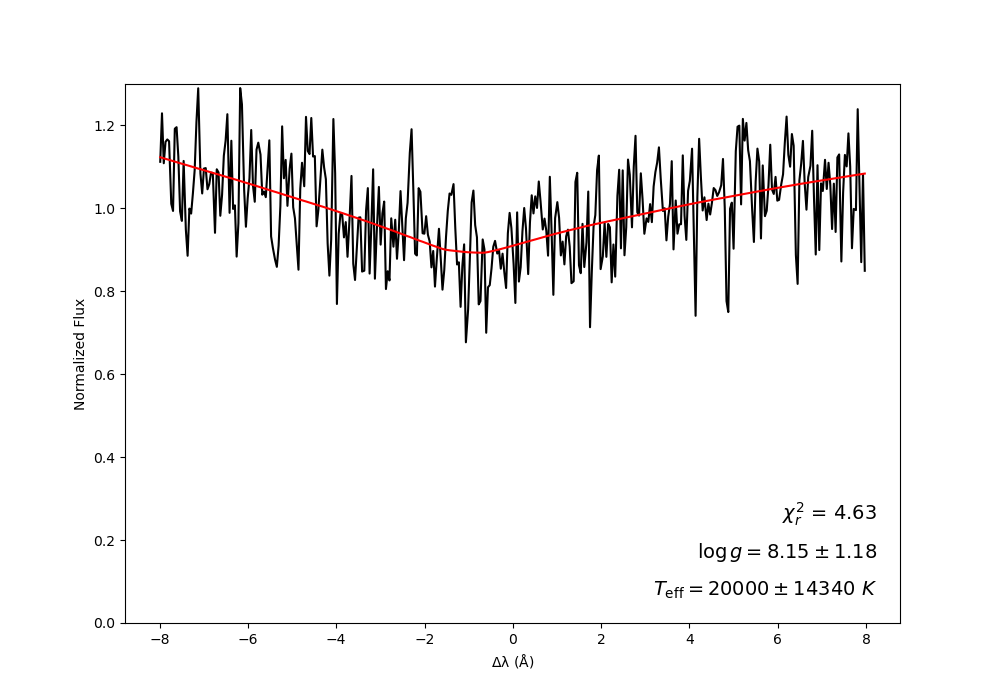 Normalized Flux
1.2
1.0
0.8
0.6
0.4
0.2
0.0
χ²ᵣ = 4.63
log g = 8.15 ± 1.18
T_eff = 20000 ± 14340 K
−8 −6 −4 −2 0 2 4 6 8
Δλ (Å)